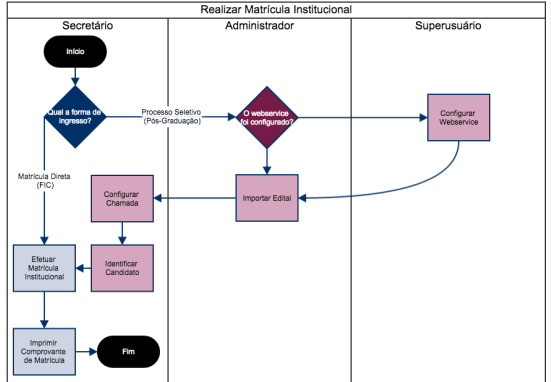 Realizar Matrícula Institucional
Secretário
Administrador
Superusuário
Início
Qual a forma de
ingresso?
Processo Seletivo
(Pós-Graduação)
O webservice
foi configurado?
Configurar
Webservice
Matrícula Direta
(FIC)
Configurar
Chamada
Importar Edital
Efetuar
Matrícula
Institucional
Identificar
Candidato
Imprimir
Comprovante
de Matrícula
Fim